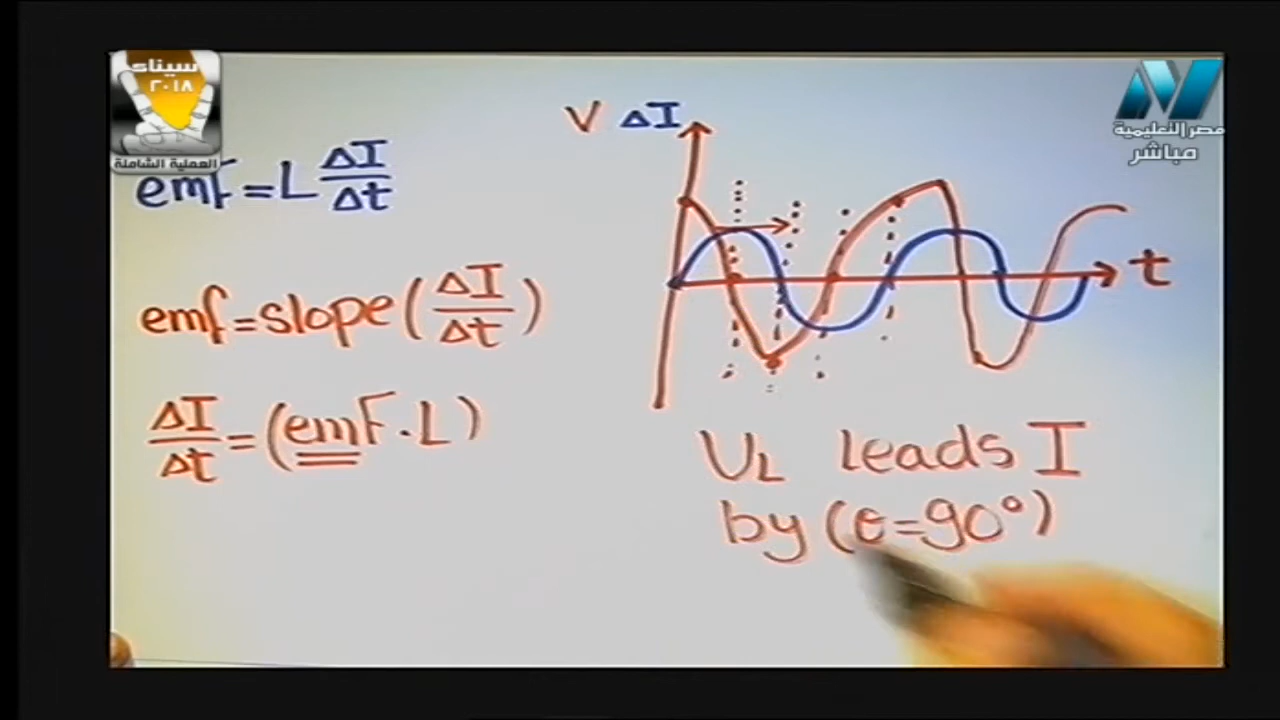 سيناء
٢٠١٨
العملية الشاملة
مصر التعليمية
مباشر
emf = L ΔI/Δt
emf = slope (ΔI/Δt)
ΔI/Δt = (emf . L)
V ΔI
t
VL leads I
by (θ=90°)